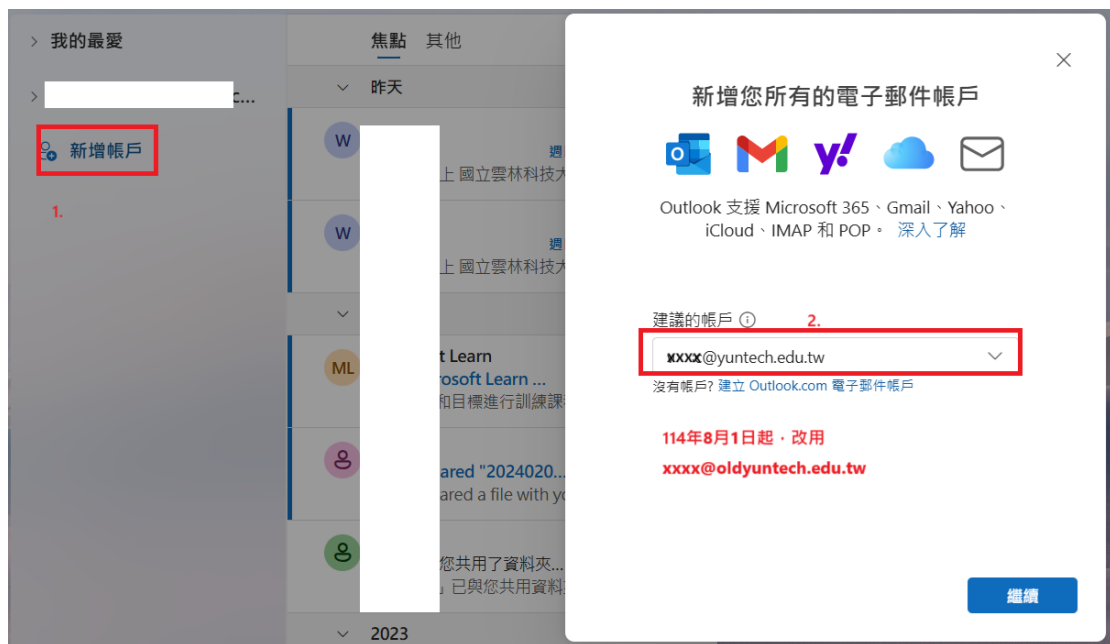 我的最愛
c...
新增帳戶
1.
焦點 其他
昨天
W
週
上 國立雲林科技大
W
週
上 國立雲林科技大
ML
t Learn
rosoft Learn ...
和目標進行訓練課
ared "2024020...
ared a file with yo
您共用了資料夾...
」已與您共用資料
2023
新增您所有的電子郵件帳戶
Outlook 支援 Microsoft 365、Gmail、Yahoo、
iCloud、IMAP 和 POP。 深入了解
建議的帳戶
2.
xxxx@yuntech.edu.tw
沒有帳戶? 建立 Outlook.com 電子郵件帳戶
114年8月1日起,改用
xxxx@oldyuntech.edu.tw
繼續